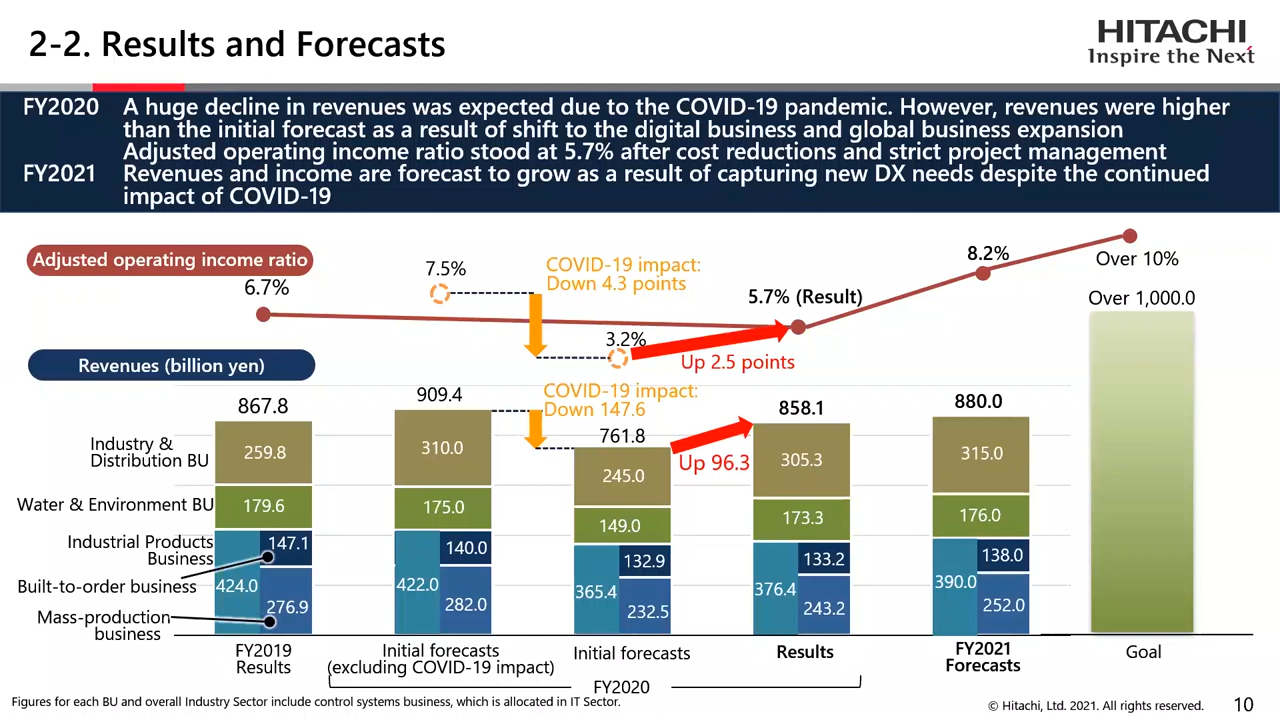 2-2. Results and Forecasts
HITACHI
Inspire the Next
FY2020 A huge decline in revenues was expected due to the COVID-19 pandemic. However, revenues were higher
than the initial forecast as a result of shift to the digital business and global business expansion
Adjusted operating income ratio stood at 5.7% after cost reductions and strict project management
FY2021 Revenues and income are forecast to grow as a result of capturing new DX needs despite the continued
impact of COVID-19
Adjusted operating income ratio
6.7%
7.5%
COVID-19 impact:
Down 4.3 points
3.2%
Up 2.5 points
5.7% (Result)
8.2%
Over 10%
Over 1,000.0
Revenues (billion yen)
867.8
909.4
COVID-19 impact:
Down 147.6
761.8
Up 96.3
858.1
880.0
Industry &
Distribution BU
259.8
310.0
245.0
305.3
315.0
Water & Environment BU
179.6
175.0
149.0
173.3
176.0
Industrial Products
Business
147.1
140.0
132.9
133.2
138.0
Built-to-order business
424.0
422.0
365.4
376.4
390.0
Mass-production
business
276.9
282.0
232.5
243.2
252.0
FY2019
Results
Initial forecasts
(excluding COVID-19 impact)
Initial forecasts
Results
FY2021
Forecasts
Goal
FY2020
Figures for each BU and overall Industry Sector include control systems business, which is allocated in IT Sector.
© Hitachi, Ltd. 2021. All rights reserved.
10